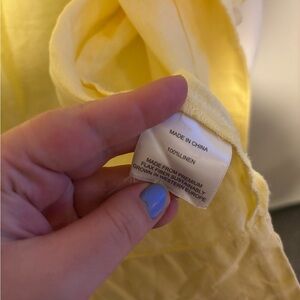 MADE IN CHINA
100%LINEN
MADE FROM PREMIUM
FLAX FIBER SUSTAINABLY
GROWN IN WESTERN EUROPE